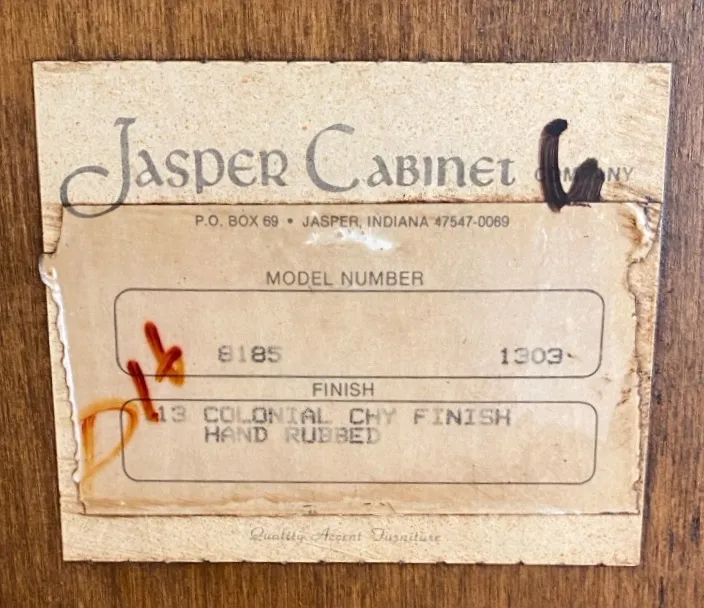 JASPER CABINET COMPANY
P.O. BOX 69 • JASPER, INDIANA 47547-0069
MODEL NUMBER
8185 1303
FINISH
13 COLONIAL CHY FINISH
HAND RUBBED
Quality Accent Furniture